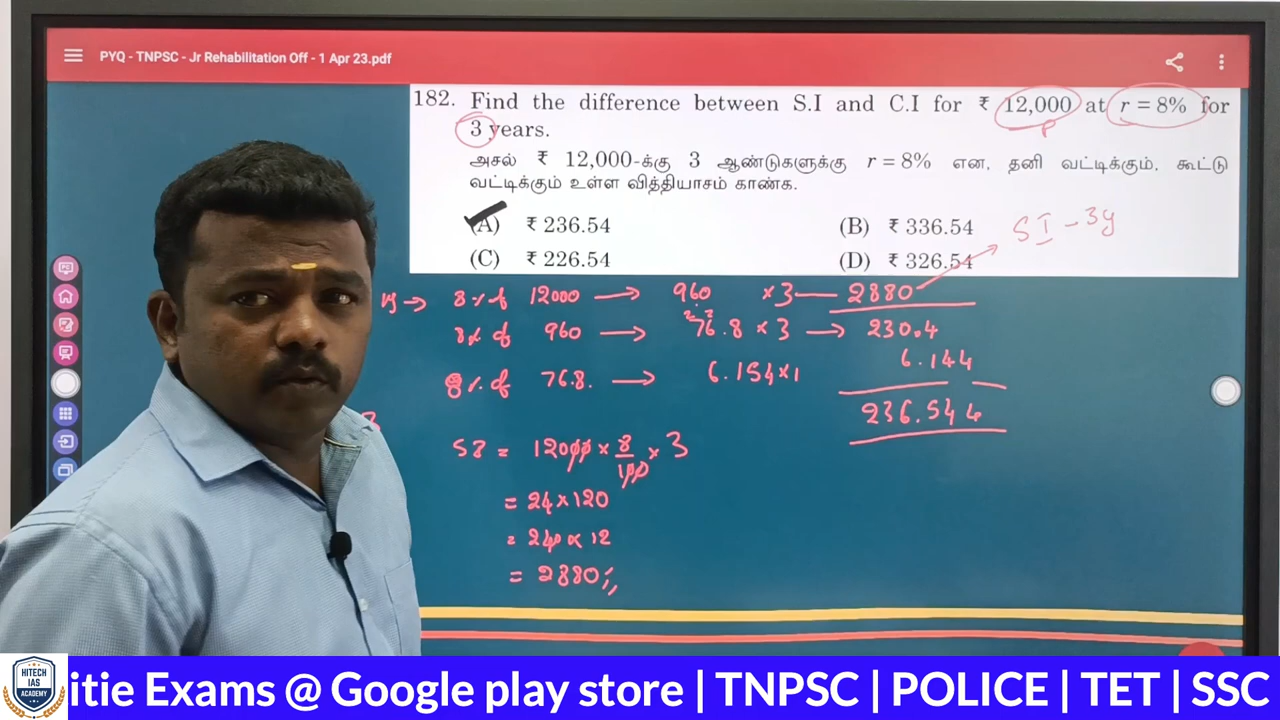 PYQ - TNPSC - Jr Rehabilitation Off - 1 Apr 23.pdf
182. Find the difference between S.I and C.I for ₹ 12,000 at r = 8% for
3 years.
அசல் ₹ 12,000-க்கு 3 ஆண்டுகளுக்கு r = 8% என, தனி வட்டிக்கும், கூட்டு
வட்டிக்கும் உள்ள வித்தியாசம் காண்க.
(A) ₹ 236.54 (B) ₹ 336.54
(C) ₹ 226.54 (D) ₹ 326.54
P
SI - 3y
8 % of 12000 → 960 × 3 — 2880
8% of 960 → 76.8 × 3 → 230.4
8 % of 76.8. → 6.154 × 1 6.144
236.544
SI = 12000 × 8/100 × 3
= 24 × 120
= 240 × 12
= 2880
HITECH
IAS
ACADEMY
itie Exams @ Google play store | TNPSC | POLICE | TET | SSC